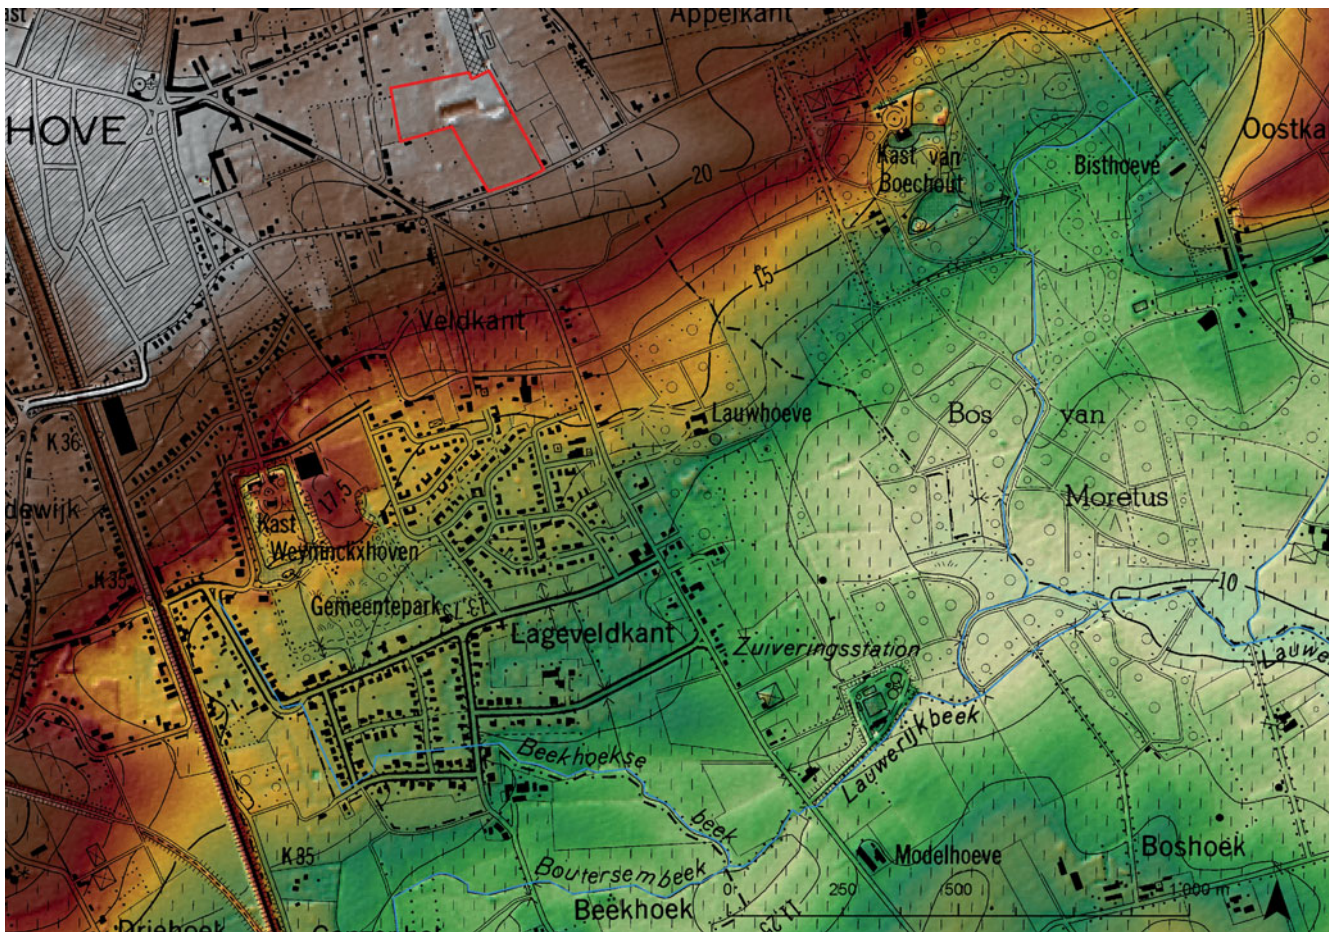 Appelkant
HOVE
Oostka
Kast van
Boechout
Bisthoeve
20
15
Veldkant
Lauwhoeve
Bos van
Moretus
K 36
17.5
dewijk
Kast
Weyninckxhoven
K 35
Gemeentepark
10
Lageveldkant
Zuiveringsstation
Lauwe
Beekhoekse
beek
Lauwerijkbeek
K 35
Modelhoeve
Boshoek
Boutersembeek
Beekhoek
0 250 500 1 000 m
11.25